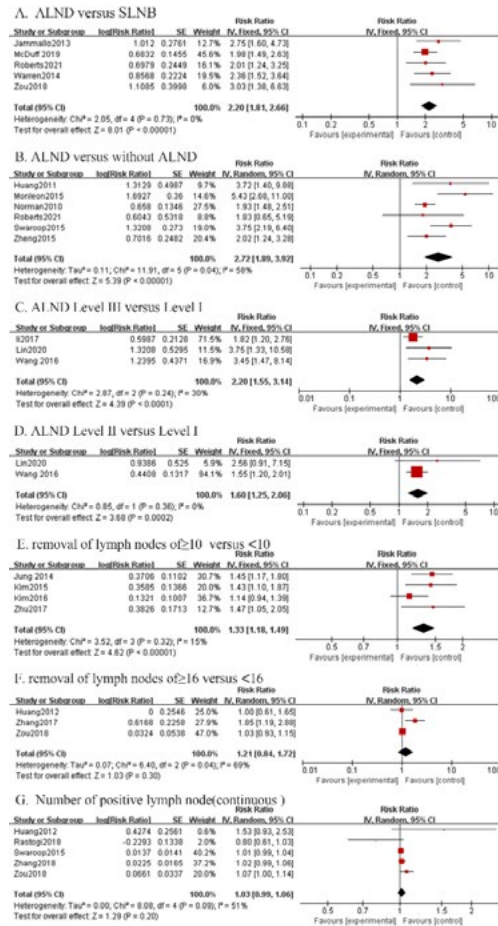 A. ALND versus SLNB
Risk Ratio Risk Ratio
Study or Subgroup log[Risk Ratio] SE Weight IV, Fixed, 95% CI IV, Fixed, 95% CI
Jammallo2013 1.012 0.2761 12.7% 2.75 [1.60, 4.73]
McDuff 2019 0.6832 0.1455 45.6% 1.98 [1.49, 2.63]
Roberts2021 0.6979 0.2449 16.1% 2.01 [1.24, 3.25]
Warren2014 0.8568 0.2224 2.36 [1.52, 3.64]
Zou2018 1.1085 0.3998 6.0% 3.03 [1.38, 6.63]
Total (95% CI) 100.0% 2.20 [1.81, 2.66]
Heterogeneity: Chi² = 2.05, df = 4 (P = 0.73); I² = 0%
Test for overall effect: Z = 8.01 (P < 0.00001)
0.1 0.2 0.5 1 2 5 10
Favours [experimental] Favours [control]
B. ALND versus without ALND
Risk Ratio Risk Ratio
Study or Subgroup log[Risk Ratio] SE Weight IV, Random, 95% CI IV, Random, 95% CI
Huang2011 1.3129 0.4987 9.7% 3.72 [1.40, 9.88]
Monleon2015 1.6927 0.36 14.6% 5.43 [2.68, 11.00]
Norman2010 0.658 0.1346 1.93 [1.48, 2.51]
Roberts2021 0.6043 0.5318 1.83 [0.65, 5.19]
Swaroop2015 1.3208 0.273 19.0% 3.75 [2.19, 6.40]
Zheng2015 0.7016 0.2482 20.4% 2.02 [1.24, 3.28]
Total (95% CI) 100.0% 2.72 [1.89, 3.92]
Heterogeneity: Tau² = 0.11; Chi² = 11.91, df = 5 (P = 0.04); I² = 58%
Test for overall effect: Z = 5.39 (P < 0.00001)
0.1 0.2 0.5 1 2 5 10
Favours [experimental] Favours [control]
C. ALND Level III versus Level I
Risk Ratio Risk Ratio
Study or Subgroup log[Risk Ratio] SE Weight IV, Fixed, 95% CI IV, Fixed, 95% CI
0.5987 0.2128 71.5% 1.82 [1.20, 2.76]
Lin2020 1.3208 0.5295 11.5% 3.75 [1.33, 10.58]
Wang 2016 1.2395 0.4371 3.45 [1.47, 8.14]
Total (95% CI) 100.0% 2.20 [1.55, 3.14]
Heterogeneity: Chi² = 2.87, df = 2 (P = 0.24); I² = 30%
Test for overall effect: Z = 4.39 (P < 0.0001)
0.1 0.2 0.5 1 2 5 10
Favours [experimental] Favours [control]
D. ALND Level II versus Level I
Risk Ratio Risk Ratio
Study or Subgroup log[Risk Ratio] SE Weight IV, Fixed, 95% CI IV, Fixed, 95% CI
Lin2020 0.9386 0.525 5.9% 2.56 [0.91, 7.15]
Wang 2016 0.4408 0.1317 94.1% 1.55 [1.20, 2.01]
Total (95% CI) 100.0% 1.60 [1.25, 2.06]
Heterogeneity: Chi² = 0.85, df = 1 (P = 0.36); I² = 0%
Test for overall effect: Z = 3.68 (P = 0.0002)
0.1 0.2 0.5 1 2 5 10
Favours [experimental] Favours [control]
E. removal of lymph nodes of≥10 versus <10
Risk Ratio Risk Ratio
Study or Subgroup log[Risk Ratio] SE Weight IV, Fixed, 95% CI IV, Fixed, 95% CI
Jung 2014 0.3706 0.1102 30.7% 1.45 [1.17, 1.80]
Kim2015 0.3585 0.1366 1.43 [1.10, 1.87]
Kim2016 0.1321 0.1007 36.7% 1.14 [0.94, 1.39]
Zhu2017 0.3826 0.1713 12.7% 1.47 [1.05, 2.05]
Total (95% CI) 100.0% 1.33 [1.18, 1.49]
Heterogeneity: Chi² = 3.52, df = 3 (P = 0.32); I² = 15%
Test for overall effect: Z = 4.62 (P < 0.00001)
0.5 0.7 1 1.5 2
Favours [experimental] Favours [control]
F. removal of lymph nodes of≥16 versus <16
Risk Ratio Risk Ratio
Study or Subgroup log[Risk Ratio] SE Weight IV, Random, 95% CI IV, Random, 95% CI
Huang2012 0 0.2546 25.0% 1.00 [0.61, 1.65]
Zhang2017 0.6168 0.2258 27.9% 1.85 [1.19, 2.88]
Zou2018 0.0324 0.0538 47.0% 1.03 [0.93, 1.15]
Total (95% CI) 100.0% 1.21 [0.84, 1.72]
Heterogeneity: Tau² = 0.07; Chi² = 6.40, df = 2 (P = 0.04); I² = 69%
Test for overall effect: Z = 1.03 (P = 0.30)
0.01 0.1 1 10 100
Favours [experimental] Favours [control]
G. Number of positive lymph node(continuous )
Huang2012 0.4274 0.2561 0.6% 1.53 [0.93, 2.53]
Rastogi2018 -0.2293 0.1338 2.0% 0.80 [0.61, 1.03]
Swaroop2015 0.0137 0.0141 40.2% 1.01 [0.99, 1.04]
Zhang2018 0.0225 0.0165 37.2% 1.02 [0.99, 1.06]
Zou2018 0.0661 0.0337 20.0% 1.07 [1.00, 1.14]
Total (95% CI) 100.0% 1.03 [0.99, 1.06]
Heterogeneity: Tau² = 0.00; Chi² = 8.08, df = 4 (P = 0.09); I² = 51%
Test for overall effect: Z = 1.29 (P = 0.20)
0.5 0.7 1 1.5 2
Favours [experimental] Favours [control]